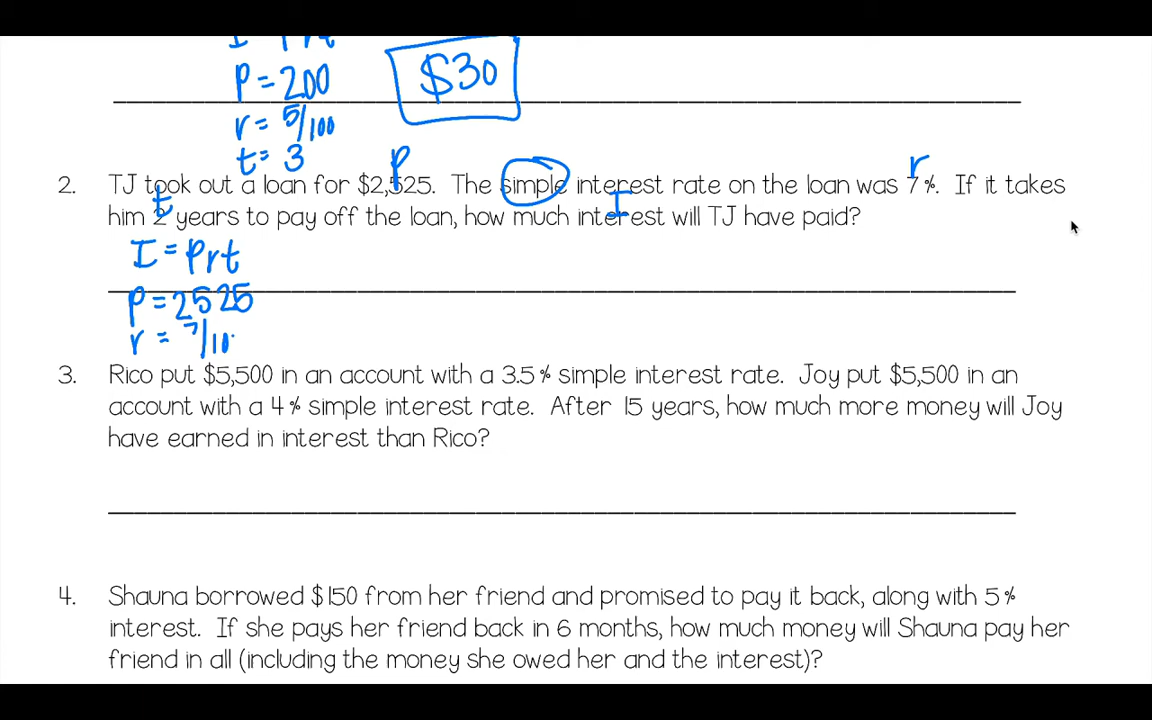 I = Prt
P = 200
$30
r = 5/100
t = 3
P
r
2. TJ took out a loan for $2,525. The simple interest rate on the loan was 7%. If it takes
t
I
him 2 years to pay off the loan, how much interest will TJ have paid?
I = Prt
P = 2525
r = 7/10
3. Rico put $5,500 in an account with a 3.5% simple interest rate. Joy put $5,500 in an
account with a 4% simple interest rate. After 15 years, how much more money will Joy
have earned in interest than Rico?
4. Shauna borrowed $150 from her friend and promised to pay it back, along with 5%
interest. If she pays her friend back in 6 months, how much money will Shauna pay her
friend in all (including the money she owed her and the interest)?